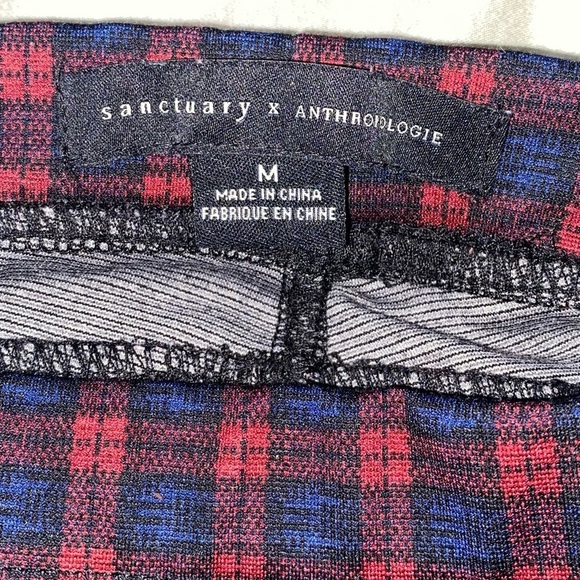 sanctuary x ANTHROPOLOGIE
M
MADE IN CHINA
FABRIQUE EN CHINE